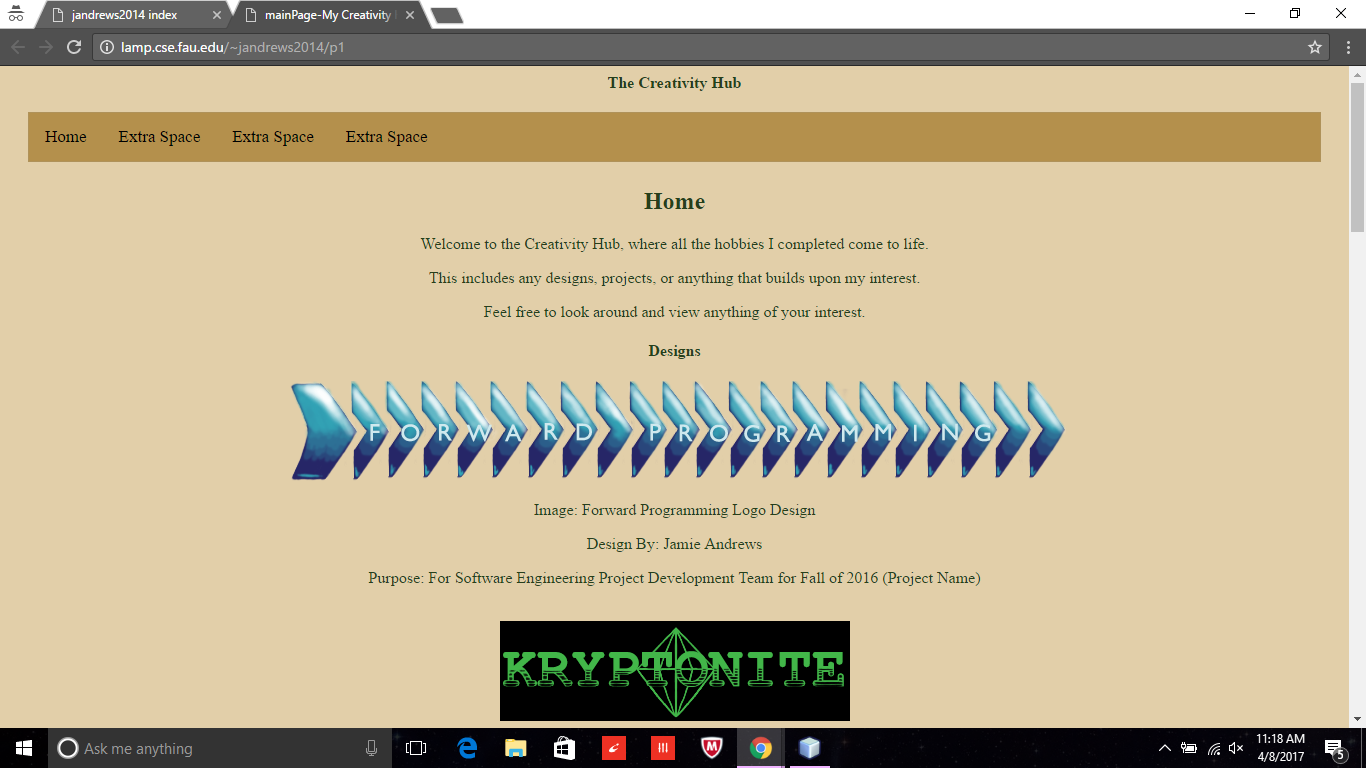 jandrews2014 index
mainPage-My Creativity
lamp.cse.fau.edu/~jandrews2014/p1
The Creativity Hub
Home Extra Space Extra Space Extra Space
Home
Welcome to the Creativity Hub, where all the hobbies I completed come to life.
This includes any designs, projects, or anything that builds upon my interest.
Feel free to look around and view anything of your interest.
Designs
FORWARD PROGRAMMING
Image: Forward Programming Logo Design
Design By: Jamie Andrews
Purpose: For Software Engineering Project Development Team for Fall of 2016 (Project Name)
KRYPTONITE
Ask me anything
11:18 AM
4/8/2017
5